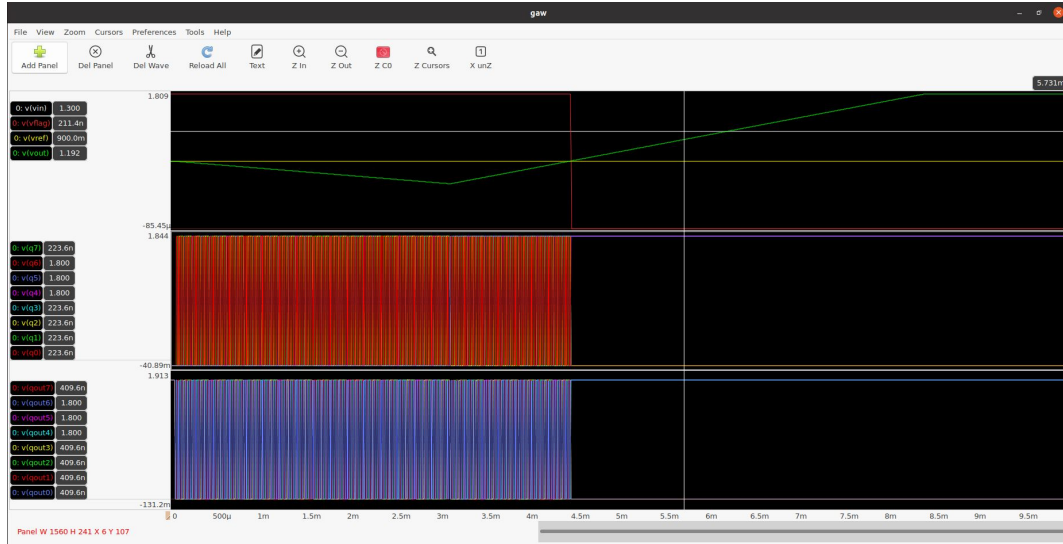 gaw
File View Zoom Cursors Preferences Tools Help
Add Panel Del Panel Del Wave Reload All Text Z In Z Out Z C0 Z Cursors X unZ
5.731m
1.809
0: v(vin) 1.300
0: v(vflag) 211.4n
0: v(vref) 900.0m
0: v(vout) 1.192
-85.45µ
1.844
0: v(q7) 223.6n
0: v(q6) 1.800
0: v(q5) 1.800
0: v(q4) 1.800
0: v(q3) 223.6n
0: v(q2) 223.6n
0: v(q1) 223.6n
0: v(q0) 223.6n
-40.89m
1.913
0: v(qout7) 409.6n
0: v(qout6) 1.800
0: v(qout5) 1.800
0: v(qout4) 1.800
0: v(qout3) 409.6n
0: v(qout2) 409.6n
0: v(qout1) 409.6n
0: v(qout0) 409.6n
-131.2m
0 500µ 1m 1.5m 2m 2.5m 3m 3.5m 4m 4.5m 5m 5.5m 6m 6.5m 7m 7.5m 8m 8.5m 9m 9.5m
Panel W 1560 H 241 X 6 Y 107